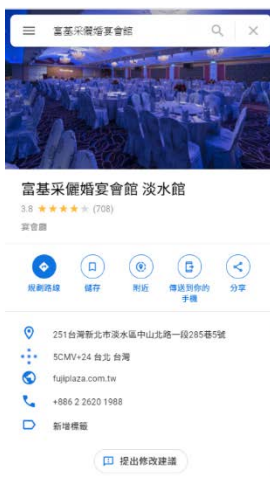 富基采儷婚宴會館
富基采儷婚宴會館 淡水館
3.8 ★★★★★ (708)
宴會廳
規劃路線 儲存 附近 傳送到你的手機 分享
251台灣新北市淡水區中山北路一段285巷5號
5CMV+24 台北 台灣
fujiplaza.com.tw
+886 2 2620 1988
新增標籤
提出修改建議